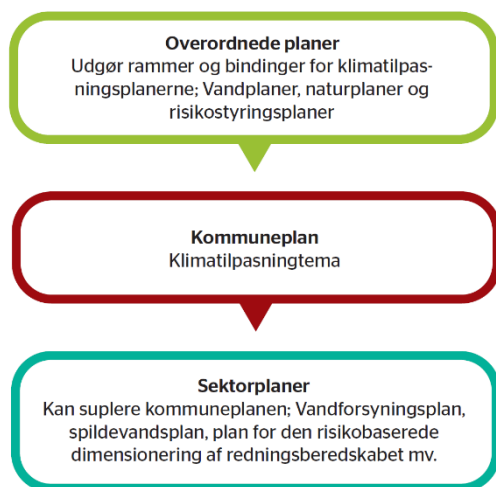 Overordnede planer
Udgør rammer og bindinger for klimatilpas-
ningsplanerne; Vandplaner, naturplaner og
risikostyringsplaner
Kommuneplan
Klimatilpasningtema
Sektorplaner
Kan suplere kommuneplanen; Vandforsyningsplan,
spildevandsplan, plan for den risikobaserede
dimensionering af redningsberedskabet mv.